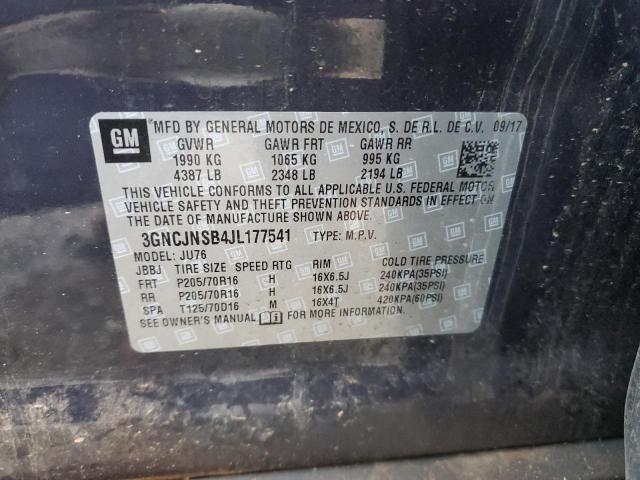 GM
MFD BY GENERAL MOTORS DE MEXICO, S. DE R.L. DE C.V. 09/17
GVWR GAWR FRT GAWR RR
1990 KG 1065 KG 995 KG
4387 LB 2348 LB 2194 LB
THIS VEHICLE CONFORMS TO ALL APPLICABLE U.S. FEDERAL MOTOR
VEHICLE SAFETY AND THEFT PREVENTION STANDARDS IN EFFECT ON
THE DATE OF MANUFACTURE SHOWN ABOVE.
3GNCJNSB4JL177541 TYPE: M.P.V.
MODEL: JU76
JBBJ TIRE SIZE SPEED RTG RIM COLD TIRE PRESSURE
FRT P205/70R16 H 16X6.5J 240KPA(35PSI)
RR P205/70R16 H 16X6.5J 240KPA(35PSI)
SPA T125/70D16 M 16X4T 420KPA(60PSI)
SEE OWNER'S MANUAL FOR MORE INFORMATION.